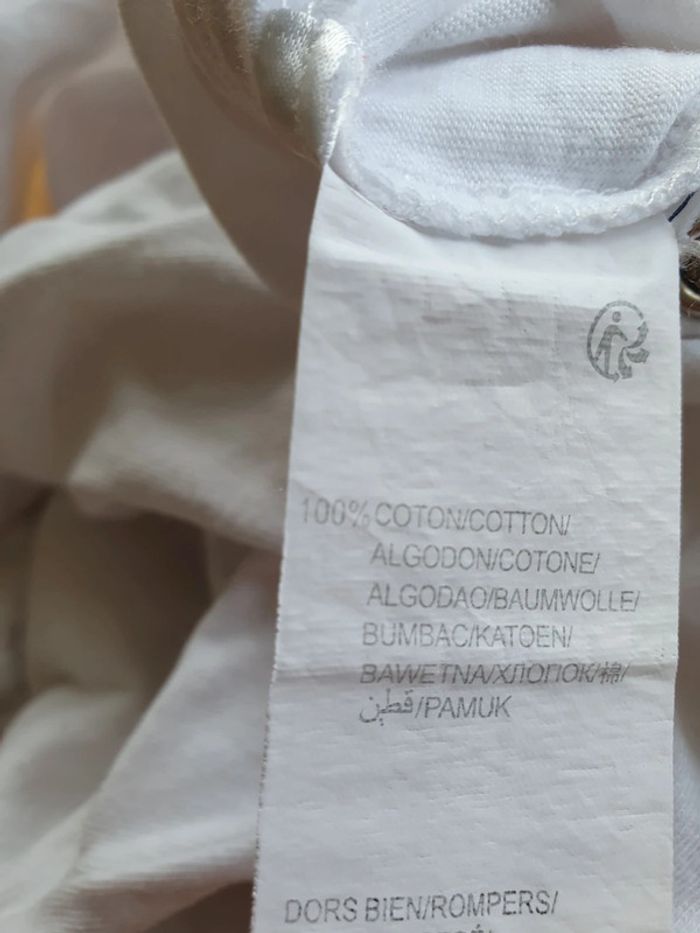 100% COTON/COTTON/
ALGODON/COTONE/
ALGODAO/BAUMWOLLE/
BUMBAC/KATOEN/
BAWETNA/ХЛОПОК/棉/
قطن/PAMUK
DORS BIEN/ROMPERS/